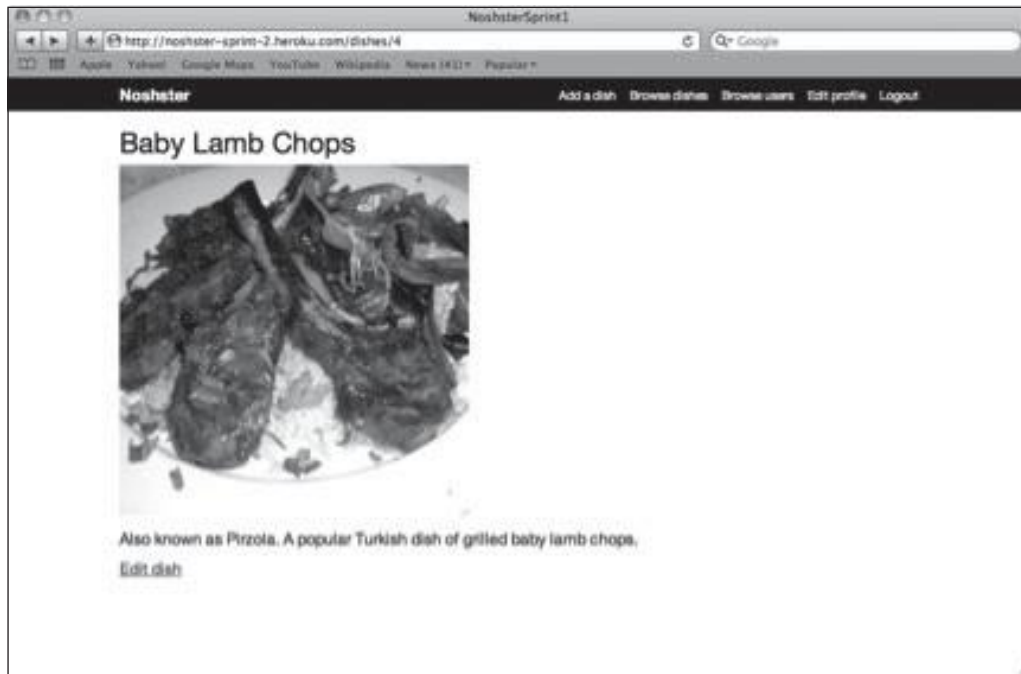 NoshsterSprint1
http://noshster-sprint-2.heroku.com/dishes/4
Google
Apple Yahoo! Google Maps YouTube Wikipedia News (41) Popular
Noshster
Add a dish Browse dishes Browse users Edit profile Logout
Baby Lamb Chops
Also known as Pirzola. A popular Turkish dish of grilled baby lamb chops.
Edit dish